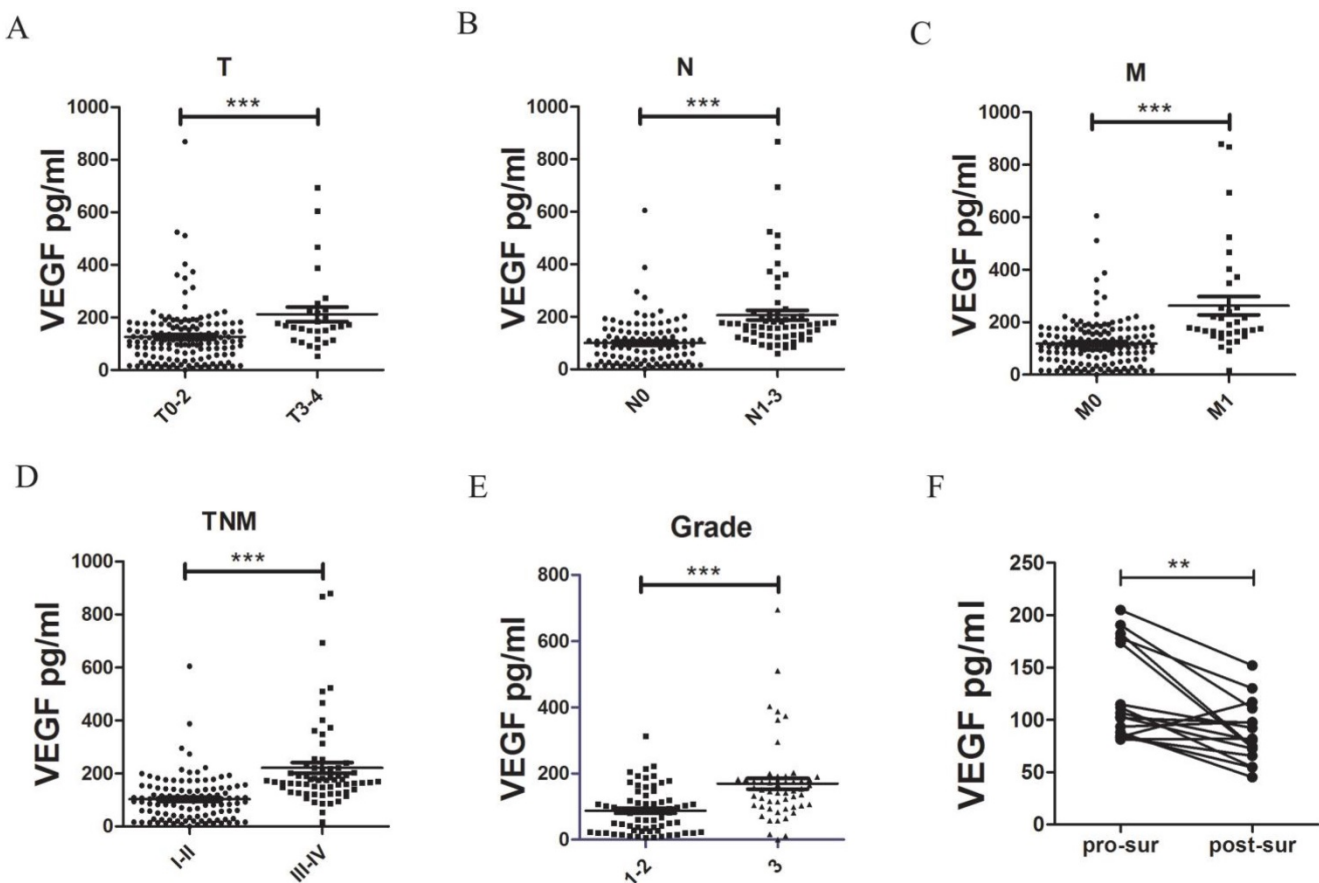 A
T
***
VEGF pg/ml
1000
800
600
400
200
0
T0-2
T3-4
B
N
***
VEGF pg/ml
1000
800
600
400
200
0
N0
N1-3
C
M
***
VEGF pg/ml
1000
800
600
400
200
0
M0
M1
D
TNM
***
VEGF pg/ml
1000
800
600
400
200
0
I-II
III-IV
E
Grade
***
VEGF pg/ml
800
600
400
200
0
1-2
3
F
**
VEGF pg/ml
250
200
150
100
50
0
pro-sur
post-sur